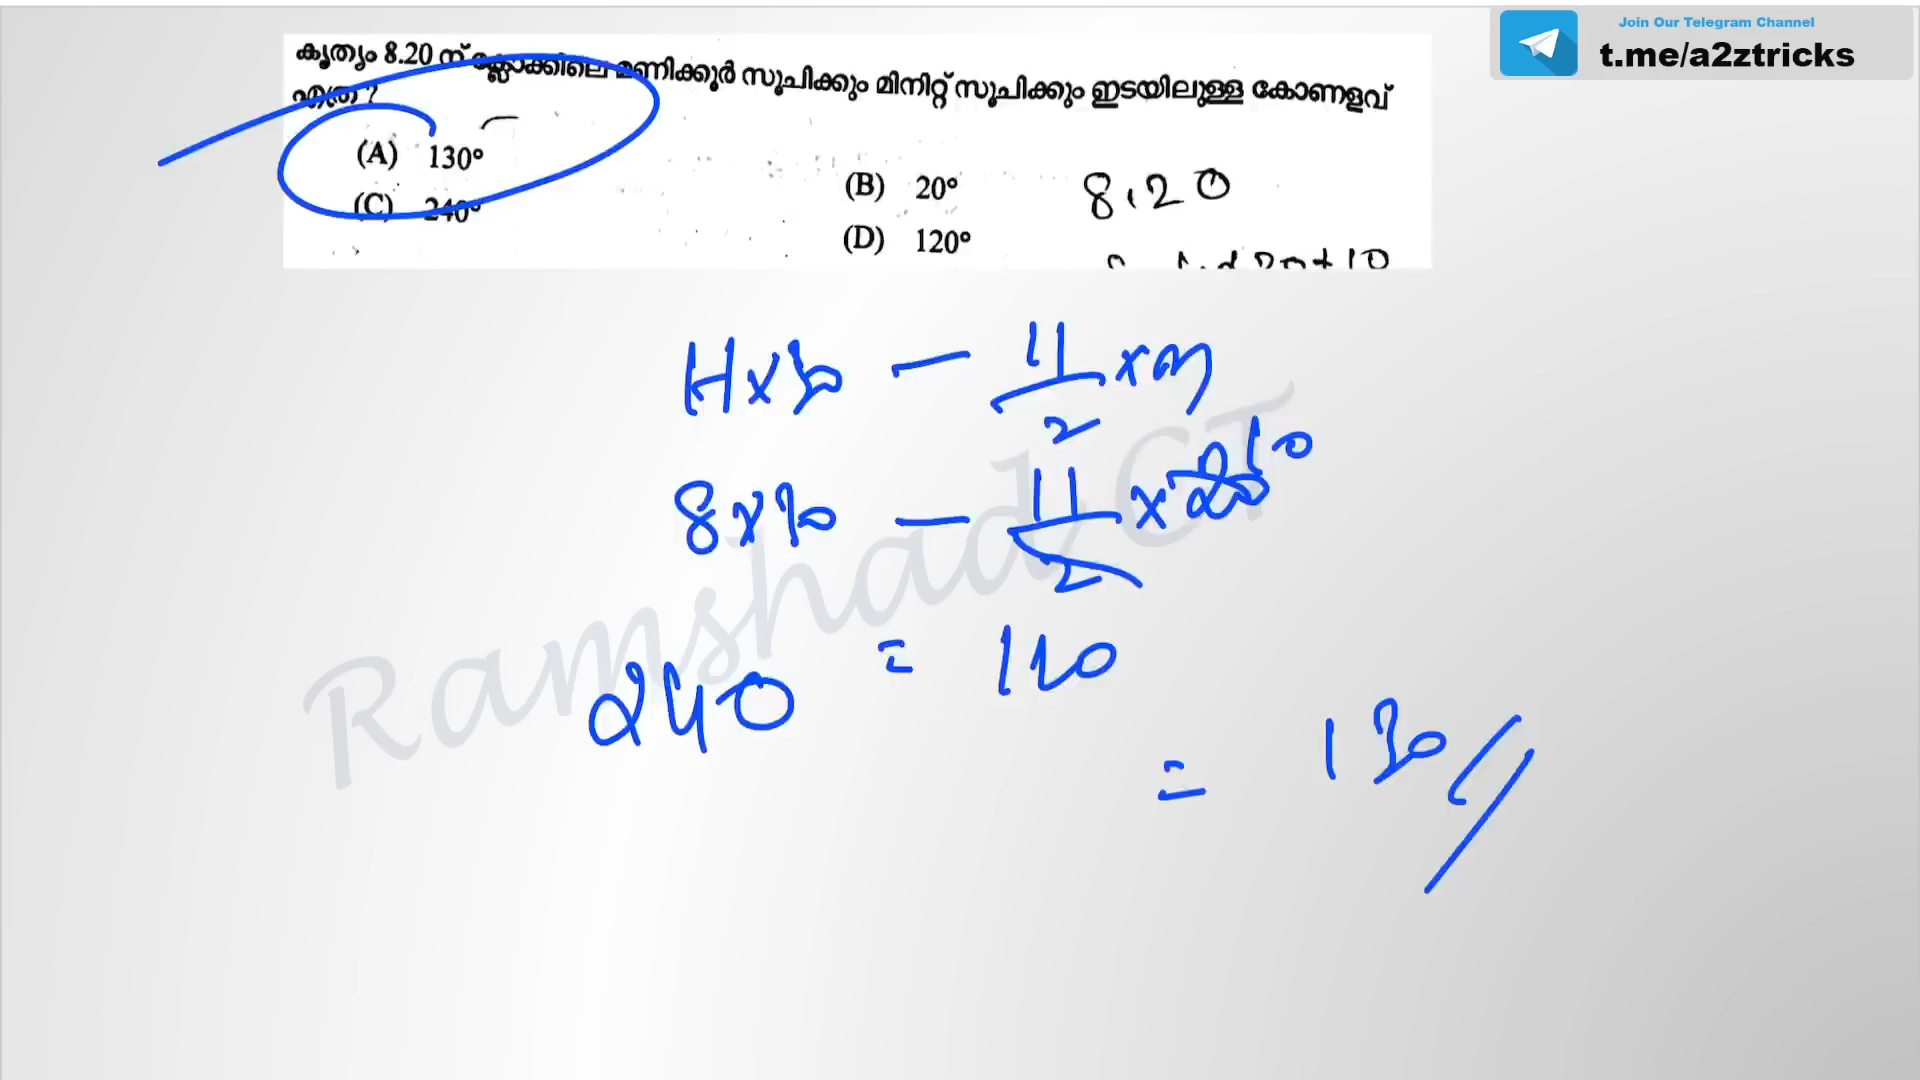 Join Our Telegram Channel
t.me/a2ztricks
കൃത്യം 8.20 ന് ക്ലോക്കിലെ മണിക്കൂർ സൂചിക്കും മിനിറ്റ് സൂചിക്കും ഇടയിലുള്ള കോണളവ്
എത്ര ?
(A) 130°
(B) 20°
(C) 240°
(D) 120°
8.20
H×30 − 11/2 ×m
8×30 − 11/2 × 20 10
= 110
240
= 130//
Ramshad CT